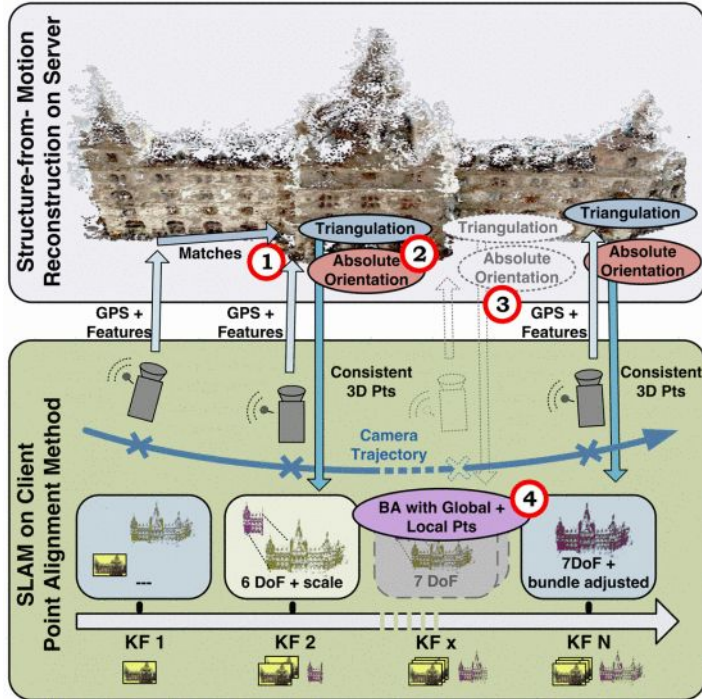 Structure-from- Motion
Reconstruction on Server
Triangulation
Absolute
Orientation
Triangulation
Absolute
Orientation
Triangulation
Absolute
Orientation
Matches
1
2
3
GPS +
Features
GPS +
Features
GPS +
Features
SLAM on Client
Point Alignment Method
Consistent
3D Pts
Consistent
3D Pts
Camera
Trajectory
BA with Global +
Local Pts
4
---
6 DoF + scale
7 DoF
7DoF +
bundle adjusted
KF 1
KF 2
KF x
KF N